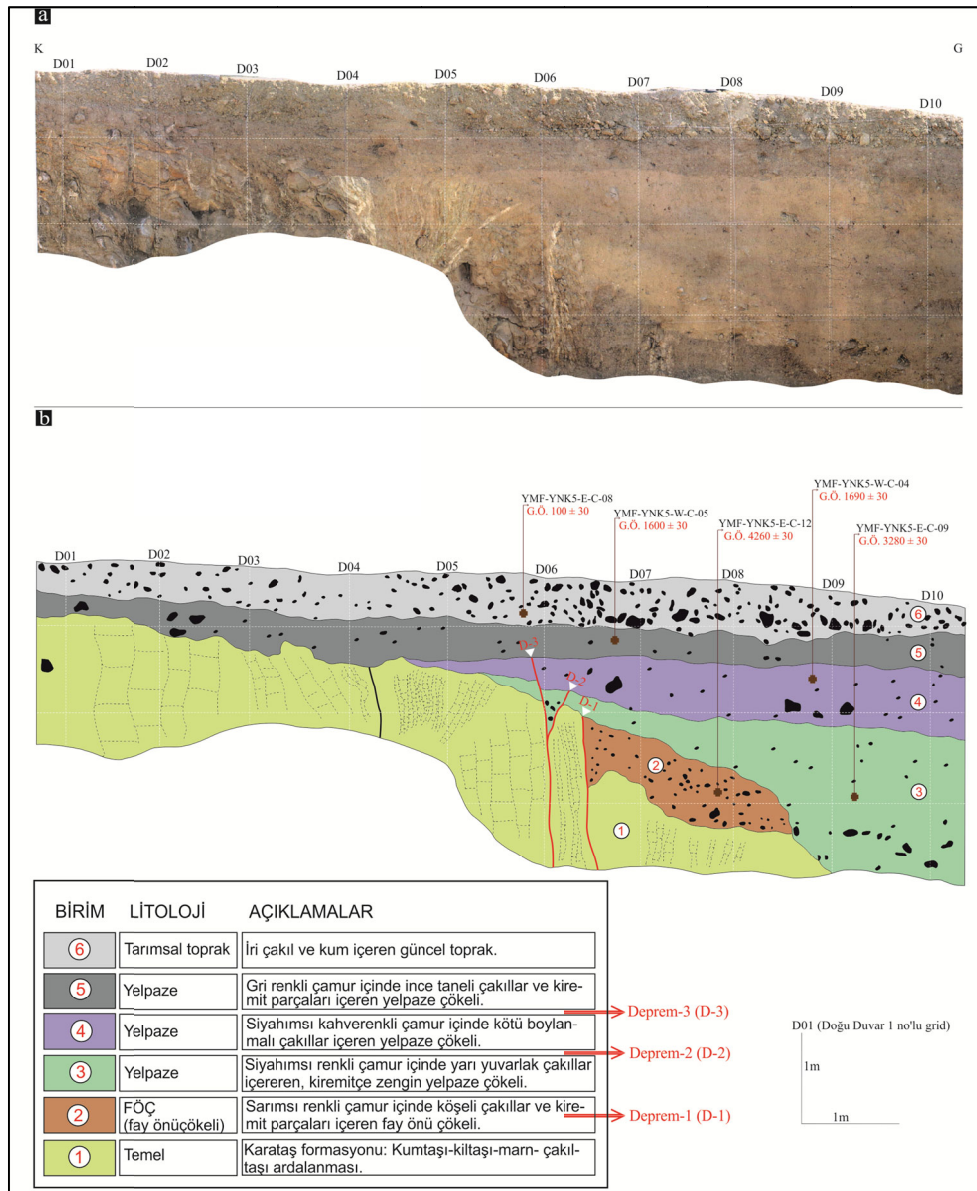 a
K
G
D01 D02 D03 D04 D05 D06 D07 D08 D09 D10
b
YMF-YNK5-E-C-08
G.Ö. 100 ± 30
YMF-YNK5-W-C-05
G.Ö. 1600 ± 30
YMF-YNK5-E-C-12
G.Ö. 4260 ± 30
YMF-YNK5-W-C-04
G.Ö. 1690 ± 30
YMF-YNK5-E-C-09
G.Ö. 3280 ± 30
D01 D02 D03 D04 D05 D06 D07 D08 D09 D10
D-3
D-2
D-1
6
5
4
3
2
1
BİRİM LİTOLOJİ AÇIKLAMALAR
6 Tarımsal toprak İri çakıl ve kum içeren güncel toprak.
5 Yelpaze Gri renkli çamur içinde ince taneli çakıllar ve kire-
mit parçaları içeren yelpaze çökeli.
Deprem-3 (D-3)
4 Yelpaze Siyahımsı kahverenkli çamur içinde kötü boylan-
malı çakıllar içeren yelpaze çökeli.
Deprem-2 (D-2)
3 Yelpaze Siyahımsı renkli çamur içinde yarı yuvarlak çakıllar
içereren, kiremitçe zengin yelpaze çökeli.
2 FÖÇ
(fay önüçökeli)
Sarımsı renkli çamur içinde köşeli çakıllar ve kire-
mit parçaları içeren fay önü çökeli.
Deprem-1 (D-1)
1 Temel Karataş formasyonu: Kumtaşı-kiltaşı-marn- çakıl-
taşı ardalanması.
D01 (Doğu Duvar 1 no'lu grid)
1m
1m